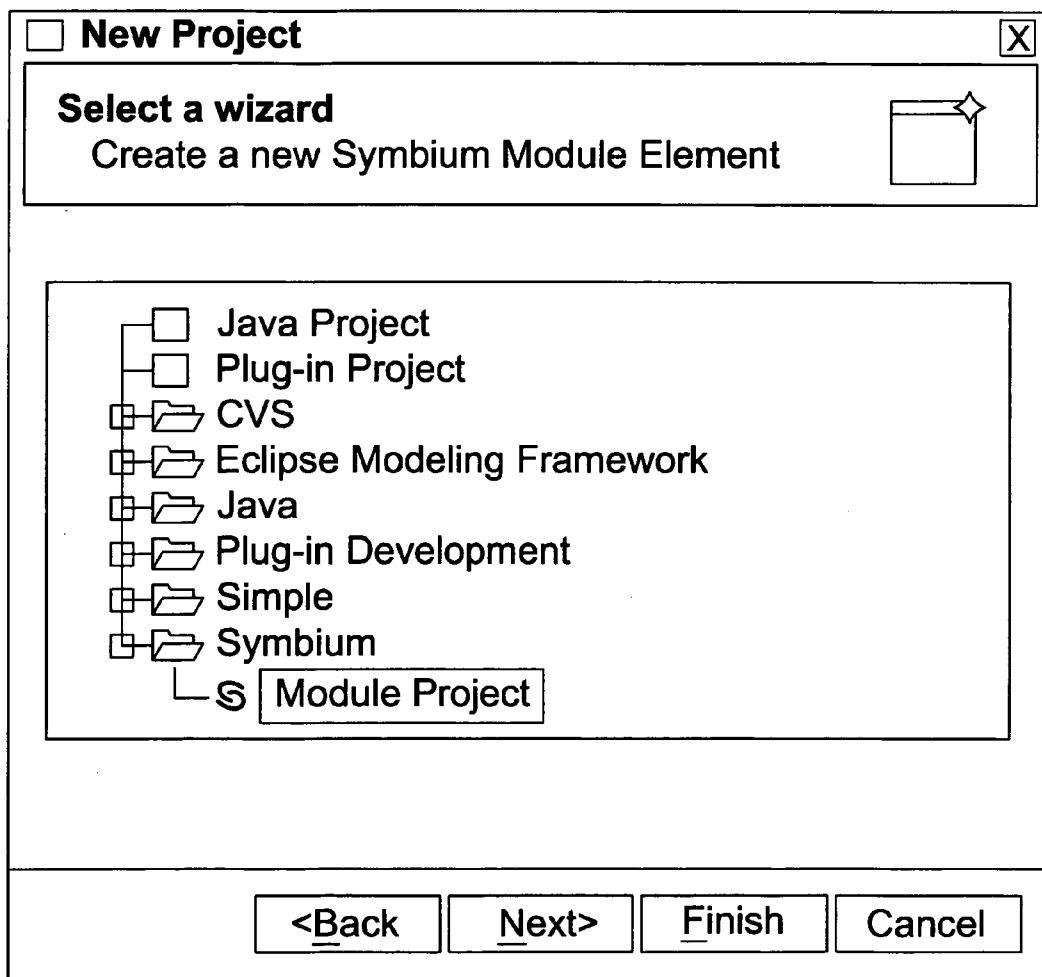 New Project X
Select a wizard
Create a new Symbium Module Element
Java Project
Plug-in Project
CVS
Eclipse Modeling Framework
Java
Plug-in Development
Simple
Symbium
Module Project
<Back Next> Finish Cancel